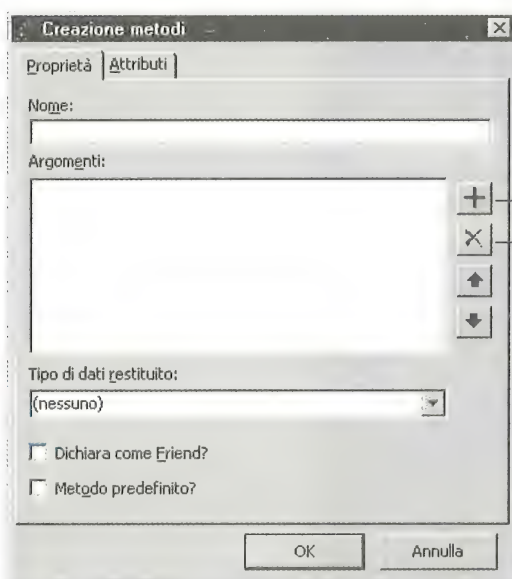 Creazione metodi
Proprietà
Attributi
Nome:
Argomenti:
Tipo di dati restituito:
(nessuno)
Dichiara come Friend?
Metodo predefinito?
OK
Annulla